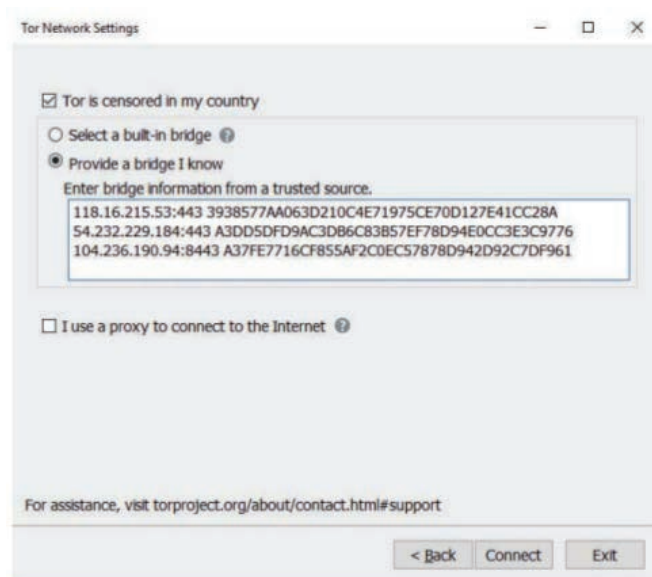 Tor Network Settings
Tor is censored in my country
Select a built-in bridge
Provide a bridge I know
Enter bridge information from a trusted source.
118.16.215.53:443 3938577AA063D210C4E71975CE70D127E41CC28A
54.232.229.184:443 A3DD5DFD9AC3DB6C83B57EF78D94E0CC3E3C9776
104.236.190.94:8443 A37FE7716CF855AF2C0EC57878D942D92C7DF961
I use a proxy to connect to the Internet
For assistance, visit torproject.org/about/contact.html#support
< Back Connect Exit